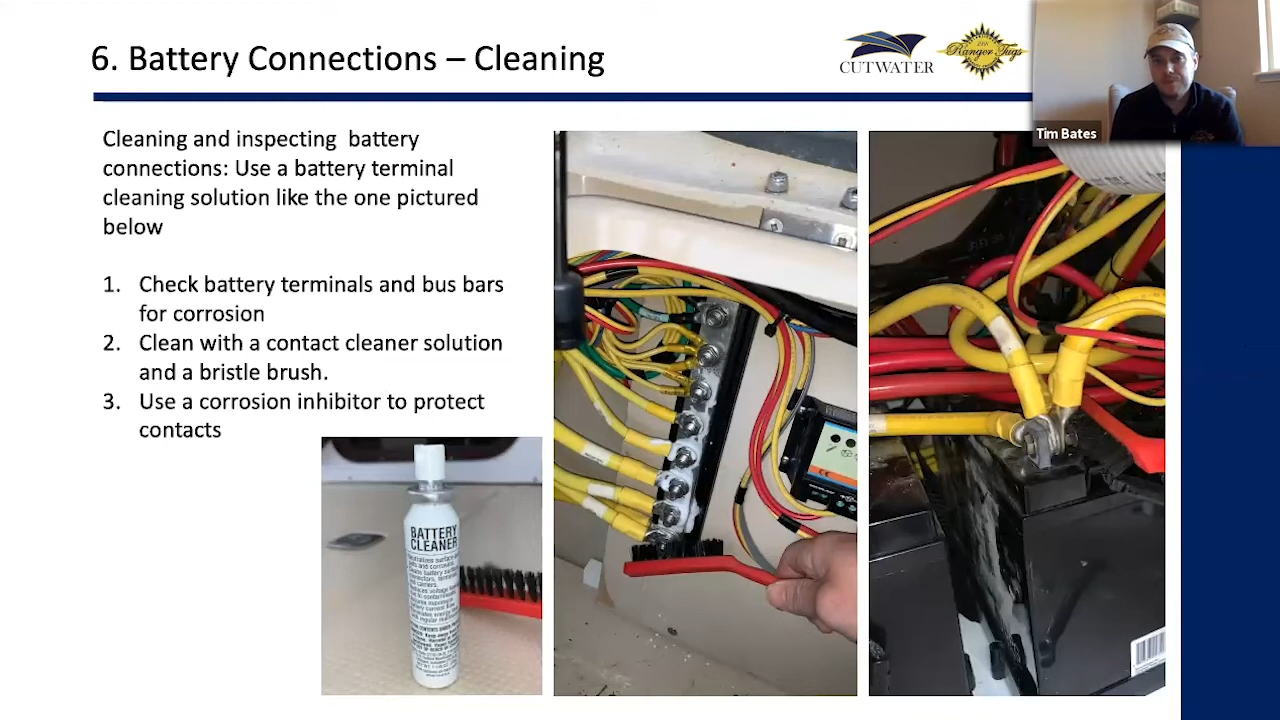 6. Battery Connections – Cleaning
CUTWATER
Ranger Tugs
Tim Bates
Cleaning and inspecting battery
connections: Use a battery terminal
cleaning solution like the one pictured
below
1. Check battery terminals and bus bars
for corrosion
2. Clean with a contact cleaner solution
and a bristle brush.
3. Use a corrosion inhibitor to protect
contacts
BATTERY
CLEANER